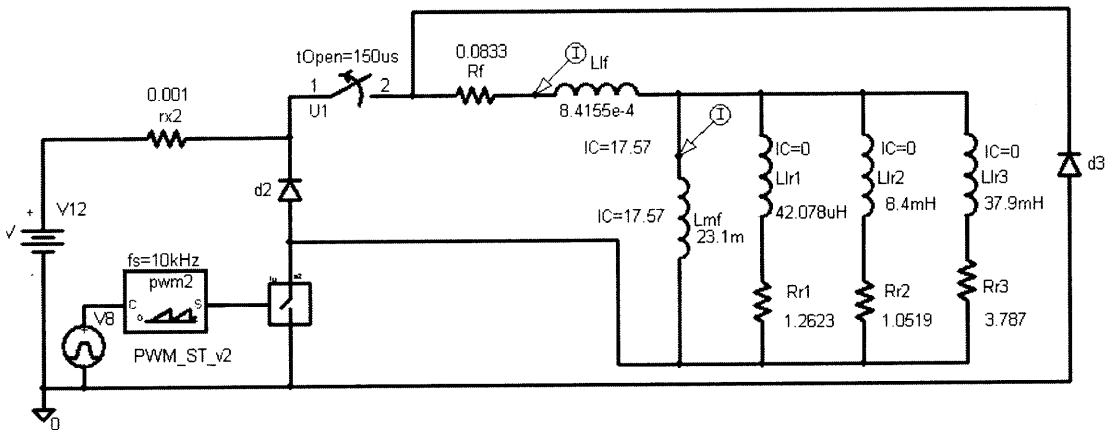 tOpen=150us
1
2
U1
0.0833
Rf
I
Llf
8.4155e-4
0.001
rx2
I
IC=17.57
IC=17.57
Lmf
23.1m
IC=0
Llr1
42.078uH
IC=0
Llr2
8.4mH
IC=0
Llr3
37.9mH
d3
d2
+
V12
V
-
fs=10kHz
pwm2
C
S
V8
PWM_ST_v2
Rr1
1.2623
Rr2
1.0519
Rr3
3.787
0